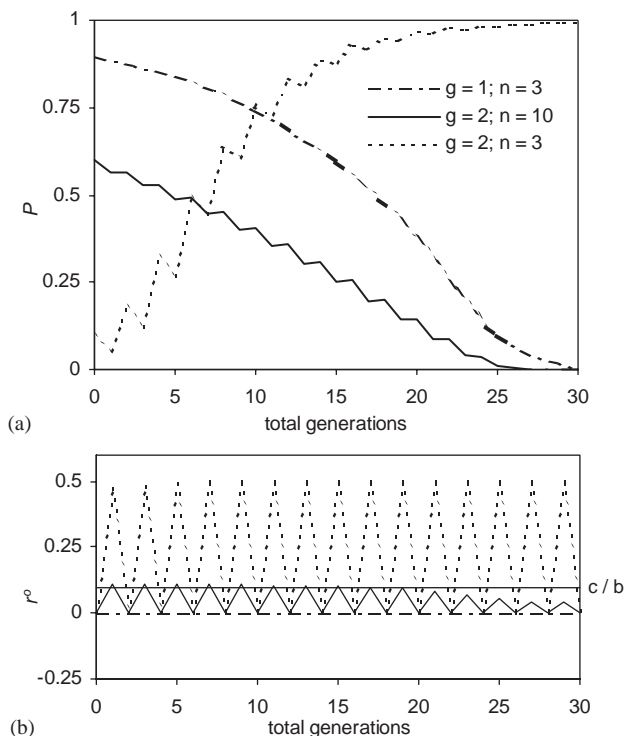 1
0.75
0.5
0.25
0
P
g = 1; n = 3
g = 2; n = 10
g = 2; n = 3
0 5 10 15 20 25 30
(a) total generations
0.5
0.25
0
-0.25
r^o
c / b
0 5 10 15 20 25 30
(b) total generations